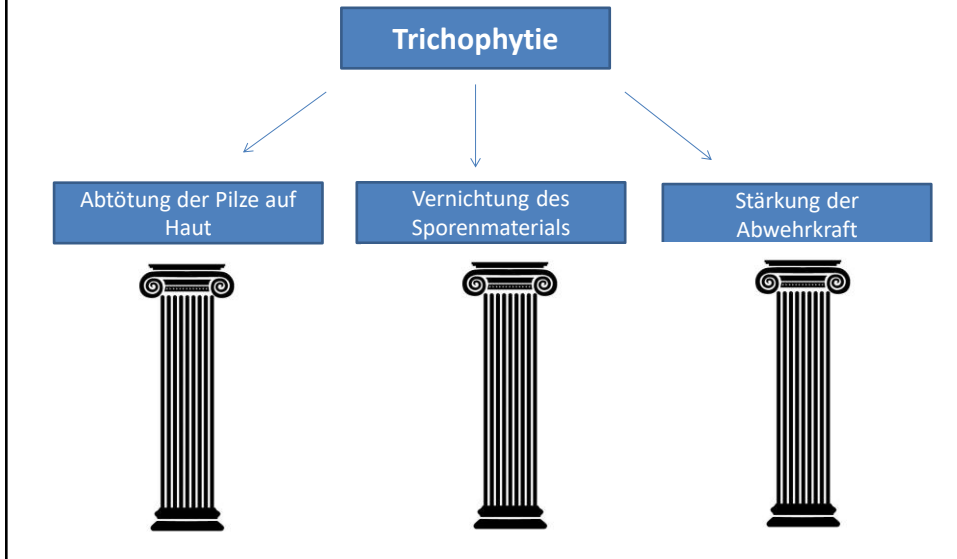 Trichophytie
Abtötung der Pilze auf
Haut
Vernichtung des
Sporenmaterials
Stärkung der
Abwehrkraft